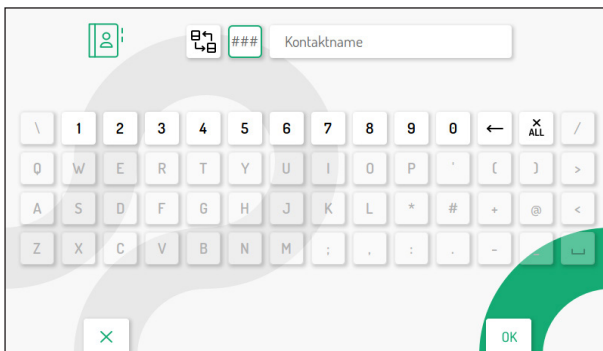 ### Kontaktname
\ 1 2 3 4 5 6 7 8 9 0 ← × ALL /
Q W E R T Y U I O P ' ( ) >
A S D F G H J K L * # + @ <
Z X C V B N M ; , : . - _
× OK